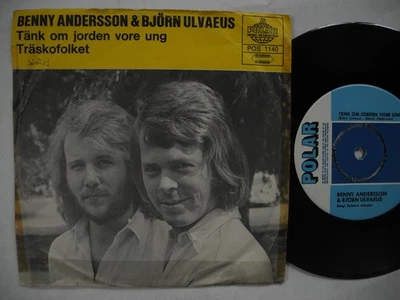 BENNY ANDERSSON & BJÖRN ULVAEUS
Tänk om jorden vore ung
Träskofolket
POLAR
POS 1140
POLAR
TÄNK OM JORDEN VORE UNG
BENNY ANDERSSON
& BJÖRN ULVAEUS